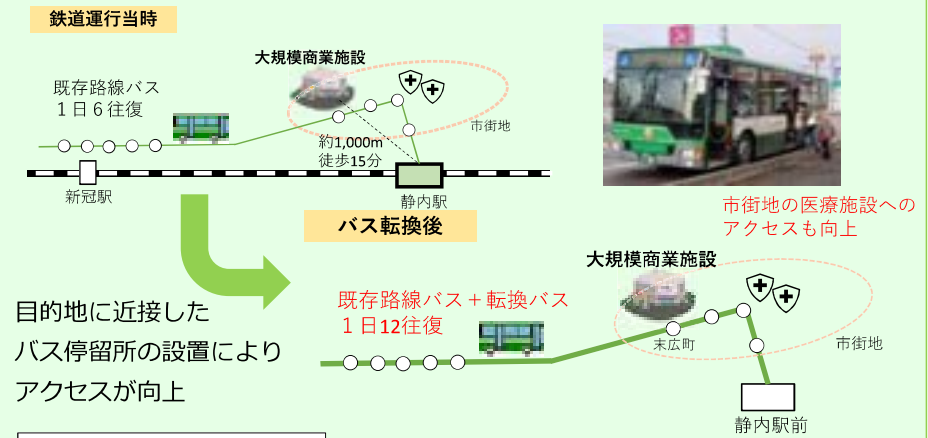 鉄道運行当時
大規模商業施設
既存路線バス
１日６往復
市街地
約1,000m
徒歩15分
新冠駅
静内駅
バス転換後
市街地の医療施設への
アクセスも向上
大規模商業施設
既存路線バス＋転換バス
１日12往復
目的地に近接した
バス停留所の設置により
アクセスが向上
末広町
市街地
静内駅前